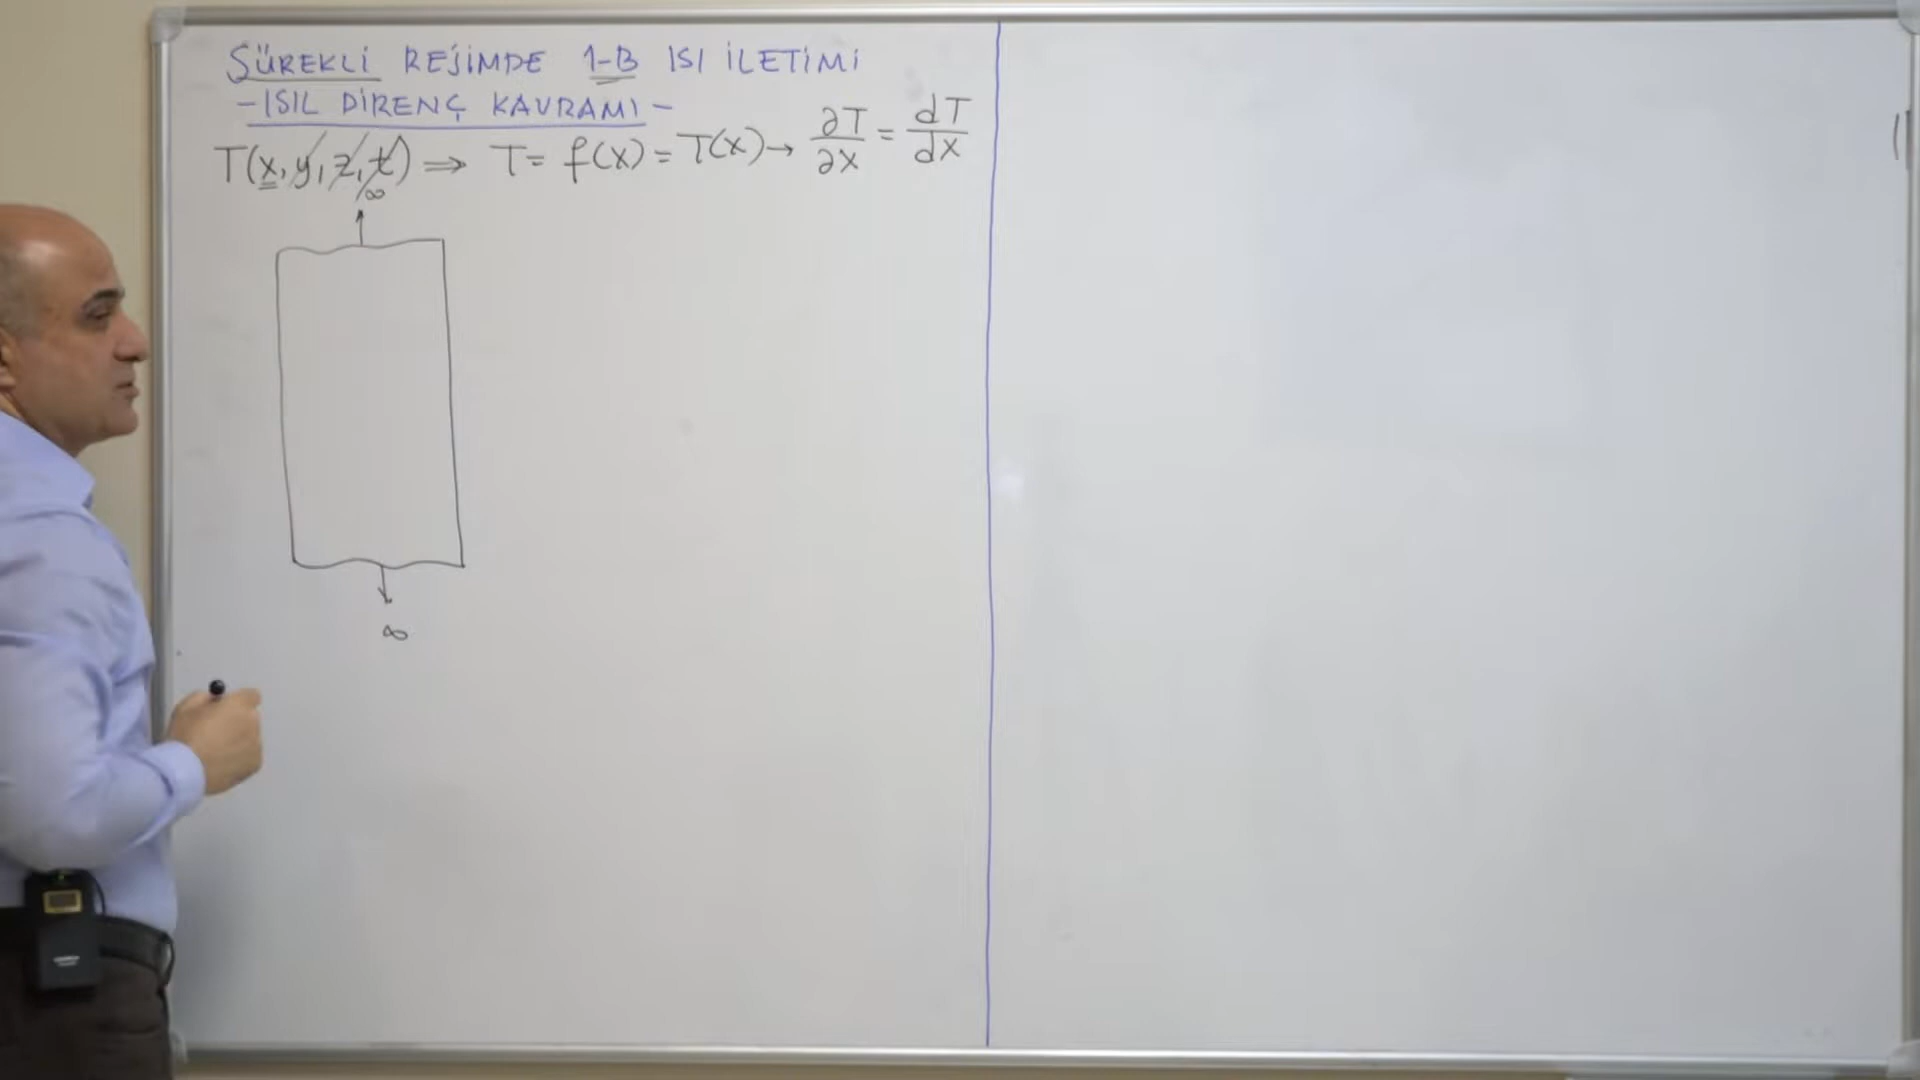 SÜREKLİ REJİMDE 1-B ISI İLETİMİ
-ISIL DİRENÇ KAVRAMI-
T(x,y,z,t) ⇒ T= f(x) = T(x) → ∂T/∂x = dT/dx
∞
∞